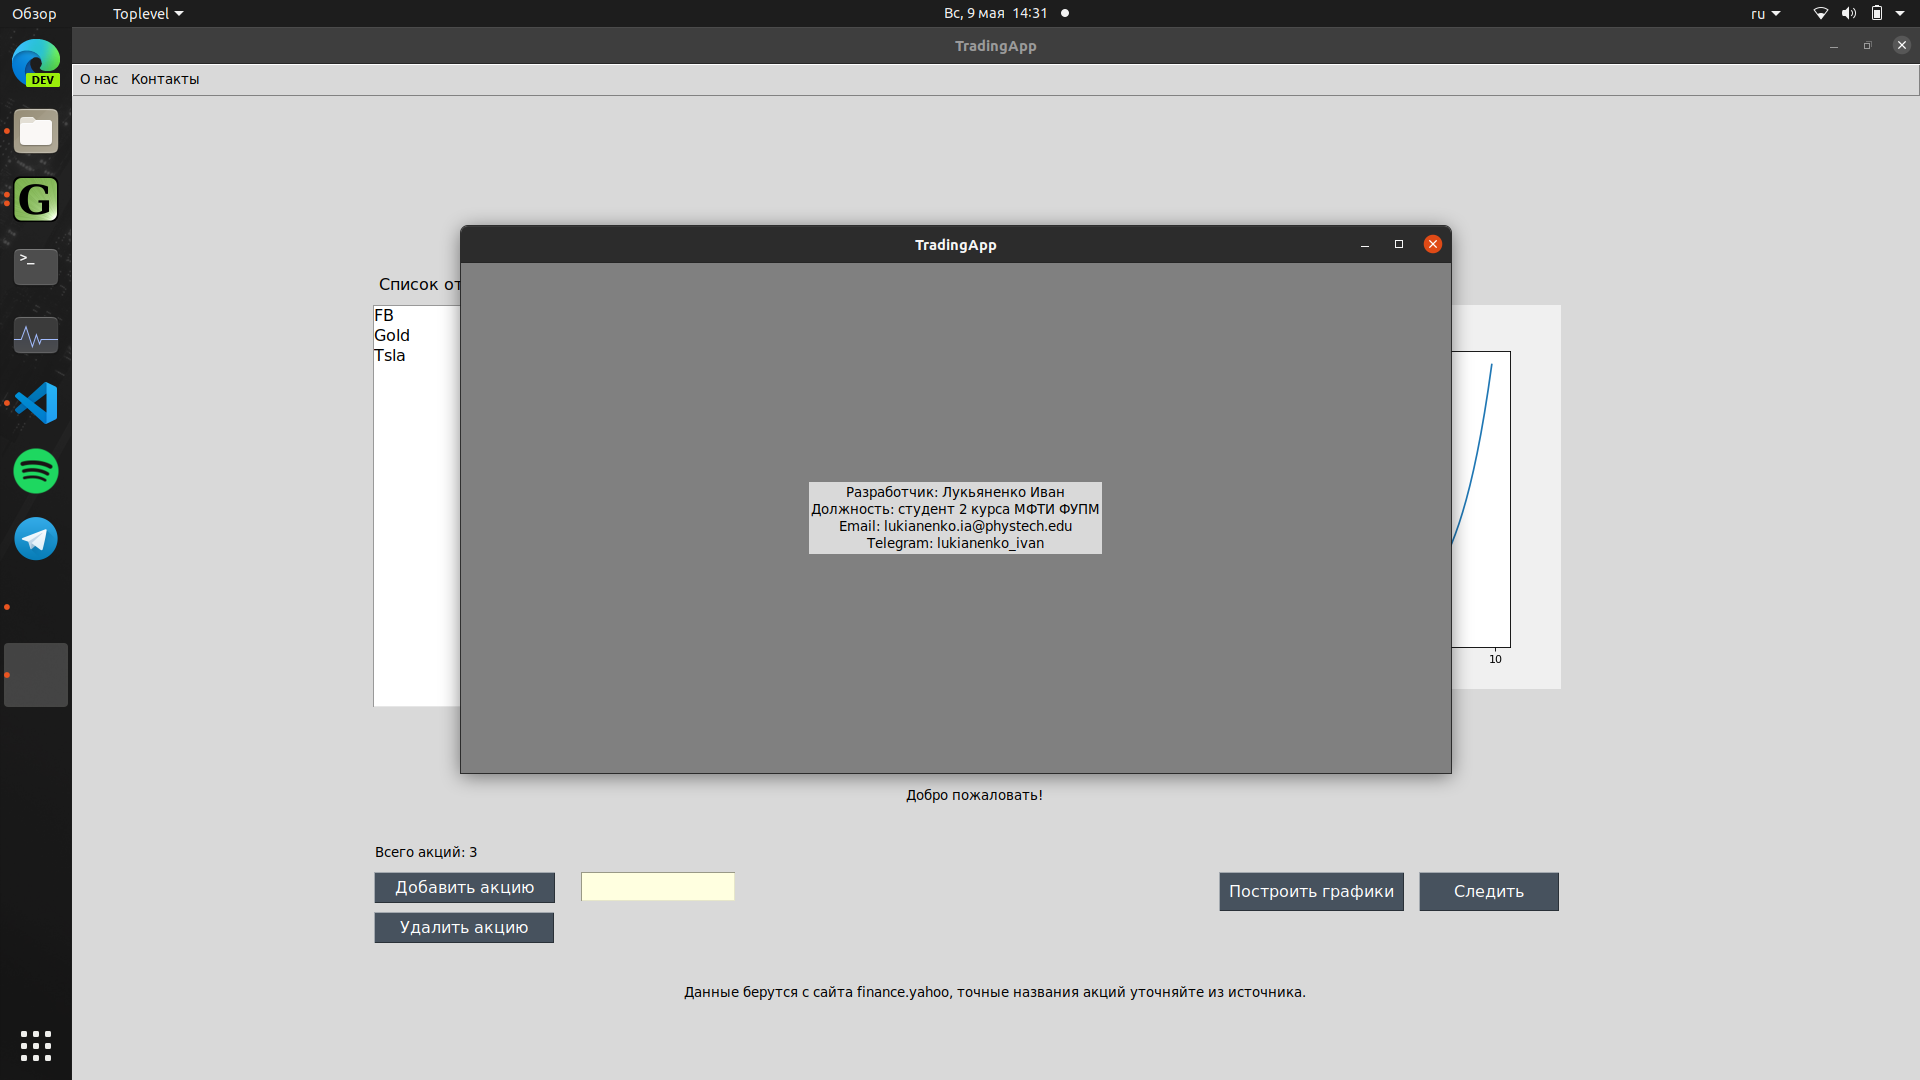 Обзор
Toplevel
Вс, 9 мая 14:31
ru
TradingApp
О нас Контакты
DEV
G
>_
TradingApp
Список от
FB
Gold
Tsla
Разработчик: Лукьяненко Иван
Должность: студент 2 курса МФТИ ФУПМ
Email: lukianenko.ia@phystech.edu
Telegram: lukianenko_ivan
10
Добро пожаловать!
Всего акций: 3
Добавить акцию
Построить графики
Следить
Удалить акцию
Данные берутся с сайта finance.yahoo, точные названия акций уточняйте из источника.